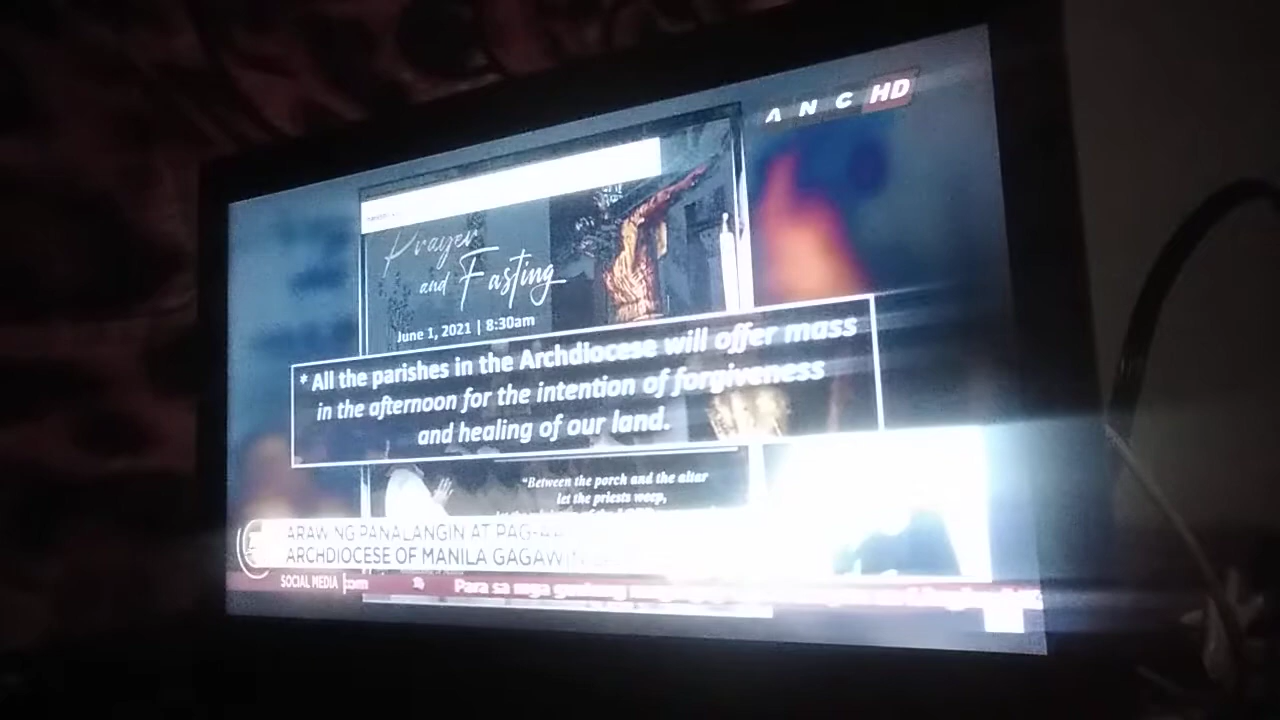 ANC HD
Prayer
and Fasting
June 1, 2021 | 8:30am
* All the parishes in the Archdiocese will offer mass
in the afternoon for the intention of forgiveness
and healing of our land.
“Between the porch and the altar
let the priests weep,
ARAW NG PANALANGIN AT
ARCHDIOCESE OF MANILA GAGAWIN
SOCIAL MEDIA
Para sa mga